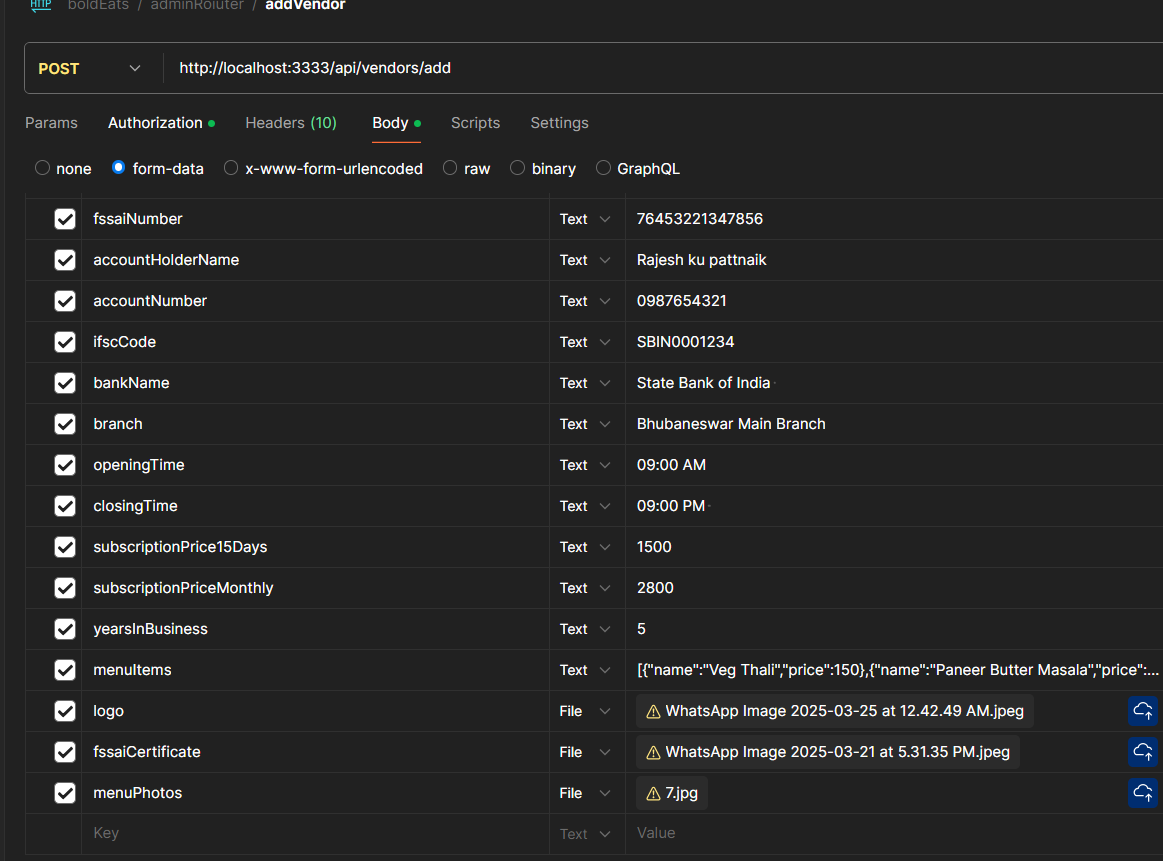 HTTP boldEats / adminRoiuter / addVendor
POST http://localhost:3333/api/vendors/add
Params Authorization Headers (10) Body Scripts Settings
none form-data x-www-form-urlencoded raw binary GraphQL
fssaiNumber Text 76453221347856
accountHolderName Text Rajesh ku pattnaik
accountNumber Text 0987654321
ifscCode Text SBIN0001234
bankName Text State Bank of India
branch Text Bhubaneswar Main Branch
openingTime Text 09:00 AM
closingTime Text 09:00 PM
subscriptionPrice15Days Text 1500
subscriptionPriceMonthly Text 2800
yearsInBusiness Text 5
menuItems Text [{"name":"Veg Thali","price":150},{"name":"Paneer Butter Masala","price":...
logo File WhatsApp Image 2025-03-25 at 12.42.49 AM.jpeg
fssaiCertificate File WhatsApp Image 2025-03-21 at 5.31.35 PM.jpeg
menuPhotos File 7.jpg
Key Text Value